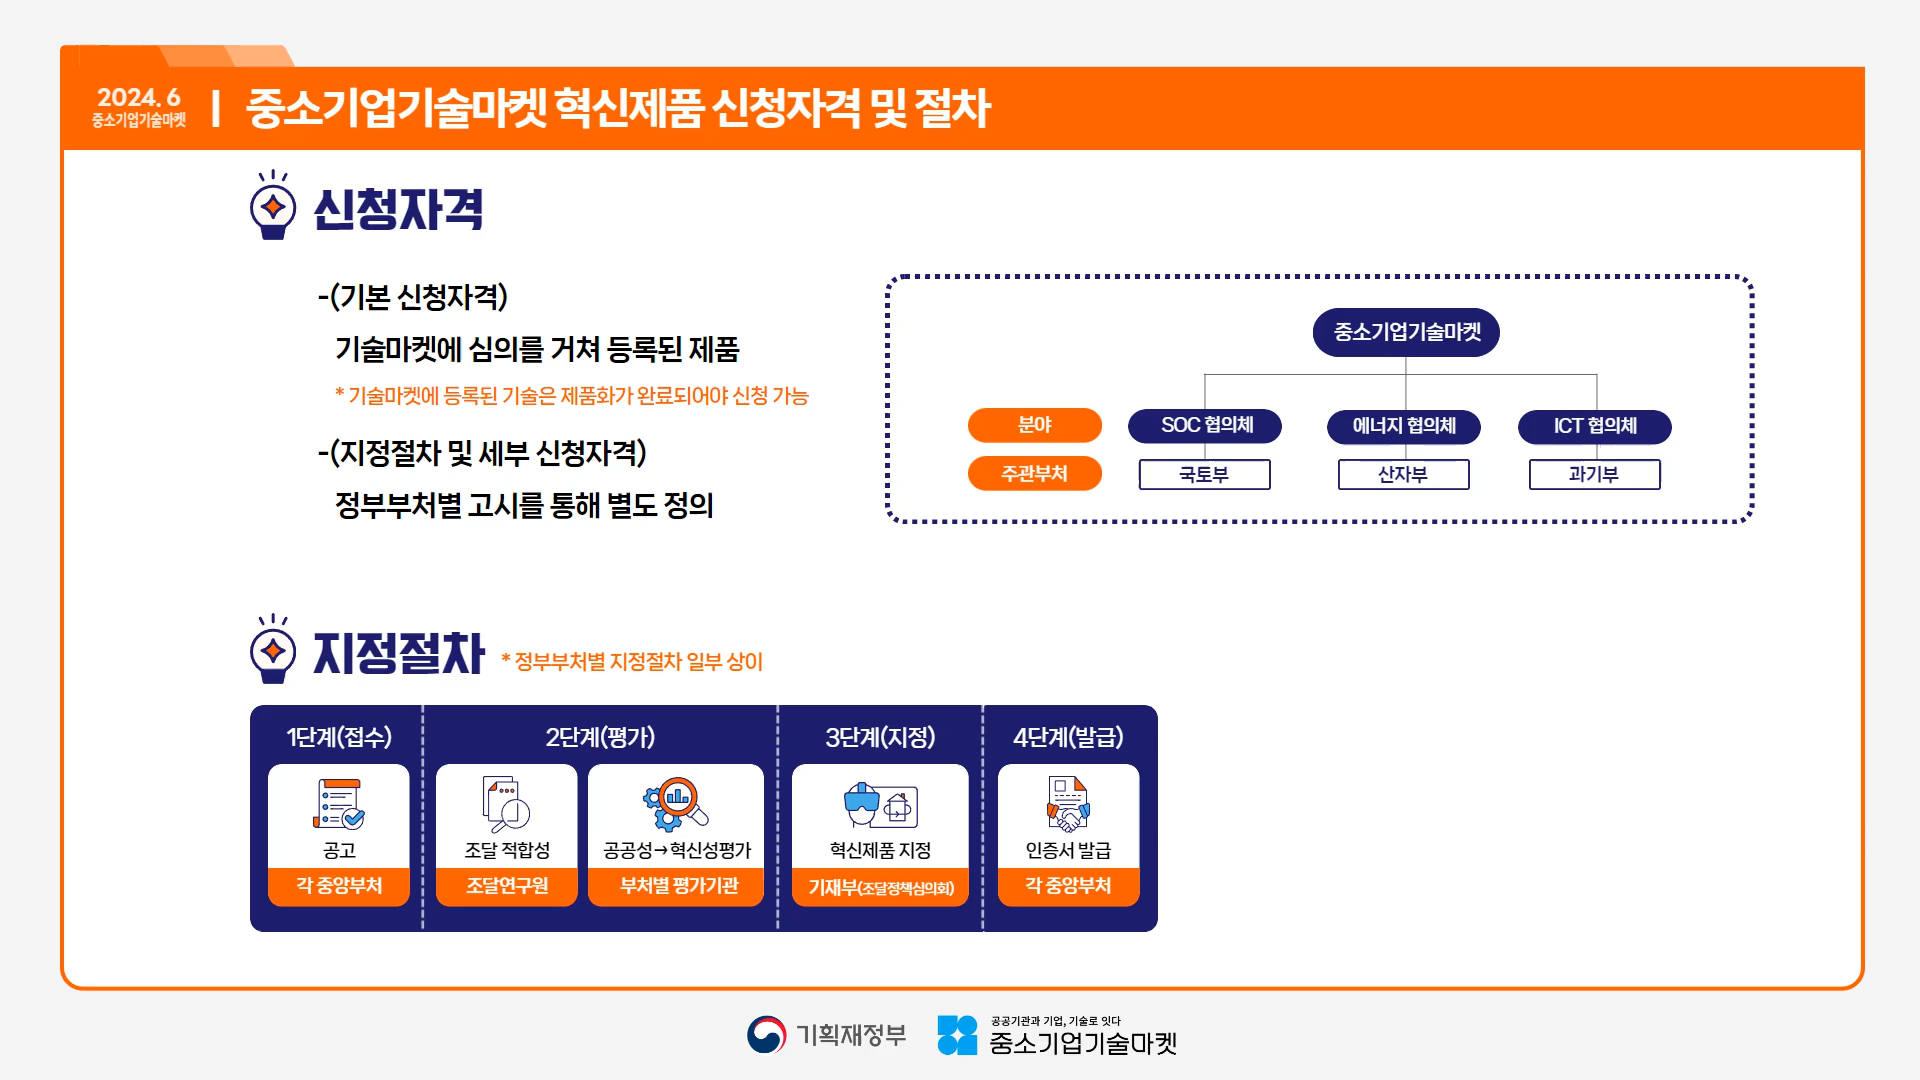 2024. 6
중소기업기술마켓
중소기업기술마켓 혁신제품 신청자격 및 절차
신청자격
-(기본 신청자격)
기술마켓에 심의를 거쳐 등록된 제품
* 기술마켓에 등록된 기술은 제품화가 완료되어야 신청 가능
-(지정절차 및 세부 신청자격)
정부부처별 고시를 통해 별도 정의
중소기업기술마켓
분야 SOC 협의체 에너지 협의체 ICT 협의체
주관부처 국토부 산자부 과기부
지정절차 * 정부부처별 지정절차 일부 상이
1단계(접수) 2단계(평가) 3단계(지정) 4단계(발급)
공고 조달 적합성 공공성→혁신성평가 혁신제품 지정 인증서 발급
각 중앙부처 조달연구원 부처별 평가기관 기재부(조달정책심의회) 각 중앙부처
기획재정부
공공기관과 기업, 기술로 잇다
중소기업기술마켓